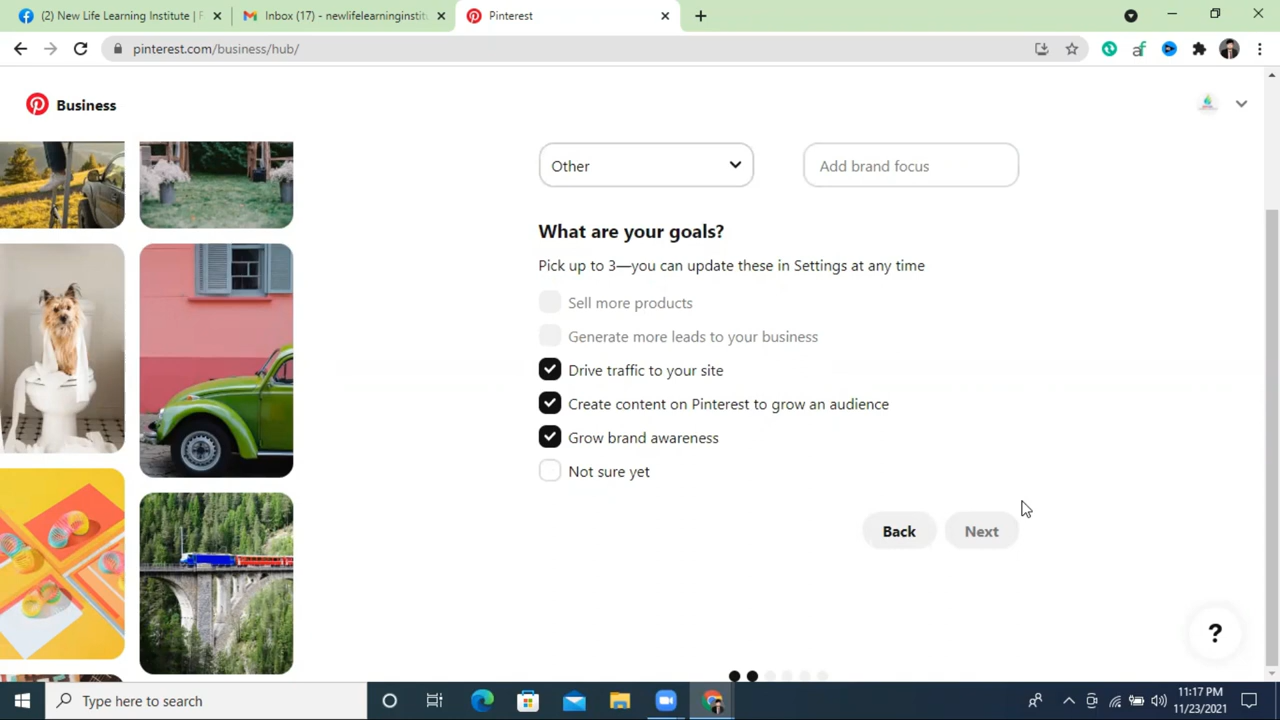 (2) New Life Learning Institute | F
Inbox (17) - newlifelearninginstitu
Pinterest
pinterest.com/business/hub/
Business
Other
Add brand focus
What are your goals?
Pick up to 3—you can update these in Settings at any time
Sell more products
Generate more leads to your business
Drive traffic to your site
Create content on Pinterest to grow an audience
Grow brand awareness
Not sure yet
Back
Next
?
Type here to search
11:17 PM
11/23/2021